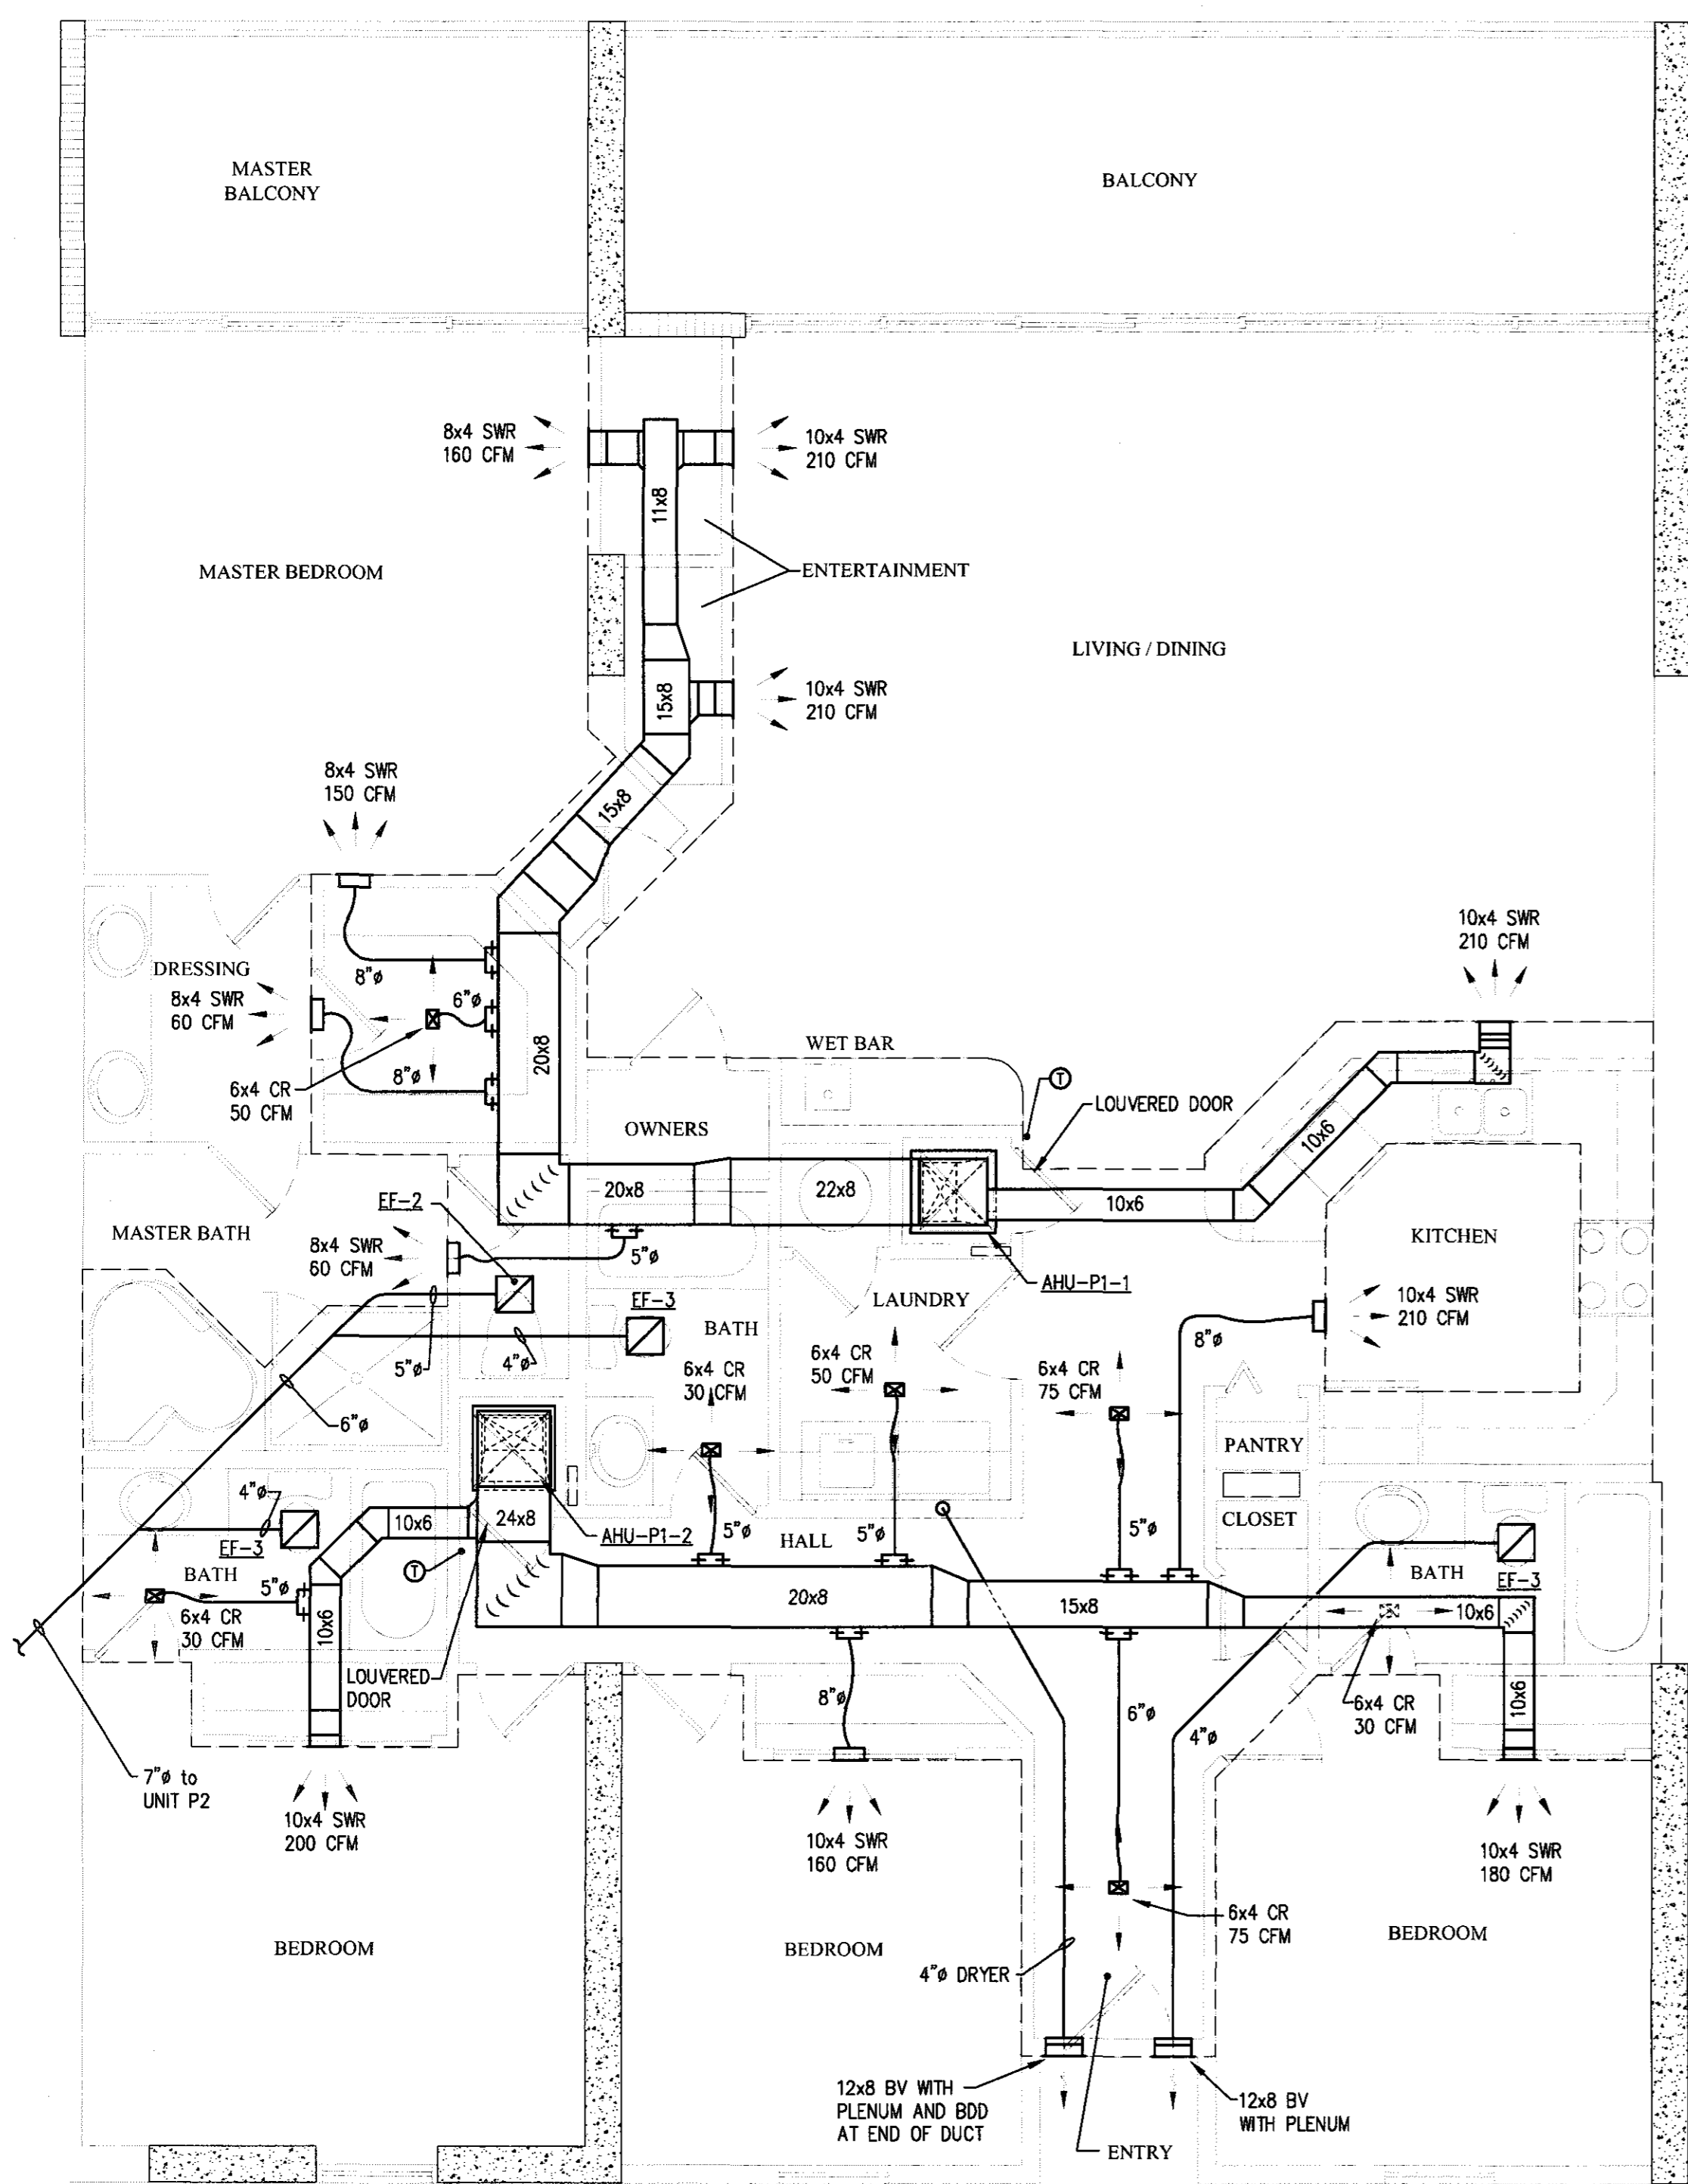 MASTER
BALCONY
BALCONY
8x4 SWR
160 CFM
10x4 SWR
210 CFM
11x8
MASTER BEDROOM
ENTERTAINMENT
LIVING / DINING
15x8
10x4 SWR
210 CFM
8x4 SWR
150 CFM
15x8
10x4 SWR
210 CFM
DRESSING
8"ø
8x4 SWR
60 CFM
6"ø
WET BAR
20x8
8"ø
6x4 CR
50 CFM
T
LOUVERED DOOR
OWNERS
10x6
EF-2
20x8
22x8
10x6
MASTER BATH
8x4 SWR
60 CFM
5"ø
KITCHEN
AHU-P1-1
LAUNDRY
EF-3
BATH
10x4 SWR
210 CFM
8"ø
5"ø
4"ø
6x4 CR
30 CFM
6x4 CR
50 CFM
6x4 CR
75 CFM
6"ø
PANTRY
4"ø
10x6
24x8
AHU-P1-2
5"ø
HALL
5"ø
5"ø
CLOSET
EF-3
T
BATH
5"ø
BATH
EF-3
6x4 CR
30 CFM
10x6
20x8
15x8
10x6
LOUVERED
DOOR
8"ø
6"ø
4"ø
6x4 CR
30 CFM
10x6
7"ø to
UNIT P2
10x4 SWR
200 CFM
10x4 SWR
160 CFM
10x4 SWR
180 CFM
6x4 CR
75 CFM
BEDROOM
BEDROOM
BEDROOM
4"ø DRYER
12x8 BV WITH
PLENUM AND BDD
AT END OF DUCT
12x8 BV
WITH PLENUM
ENTRY